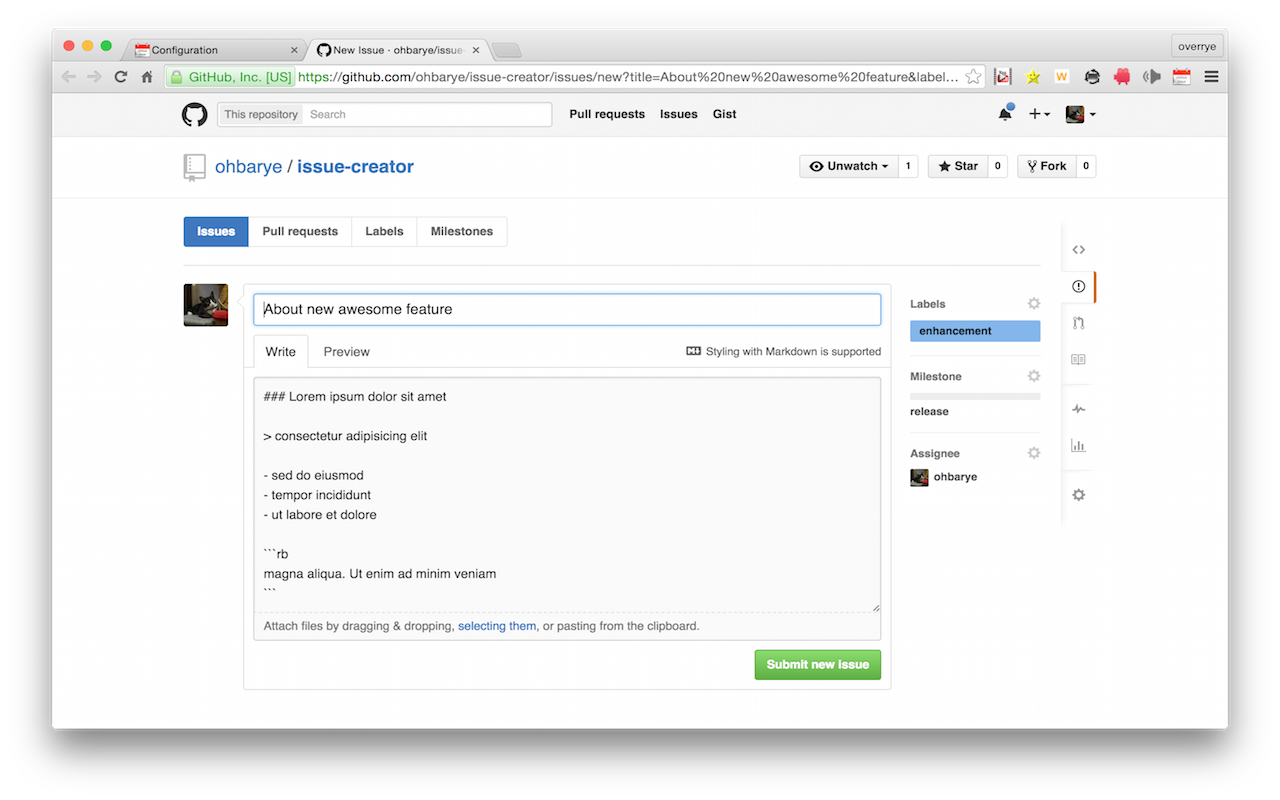 Configuration
New Issue · ohbarye/issue-
overrye
GitHub, Inc. [US] https://github.com/ohbarye/issue-creator/issues/new?title=About%20new%20awesome%20feature&label...
W
This repository Search Pull requests Issues Gist
ohbarye / issue-creator
Unwatch 1 Star 0 Fork 0
Issues Pull requests Labels Milestones
About new awesome feature
Write Preview Styling with Markdown is supported
### Lorem ipsum dolor sit amet
> consectetur adipisicing elit
- sed do eiusmod
- tempor incididunt
- ut labore et dolore
```rb
magna aliqua. Ut enim ad minim veniam
```
Attach files by dragging & dropping, selecting them, or pasting from the clipboard.
Submit new issue
Labels
enhancement
Milestone
release
Assignee
ohbarye